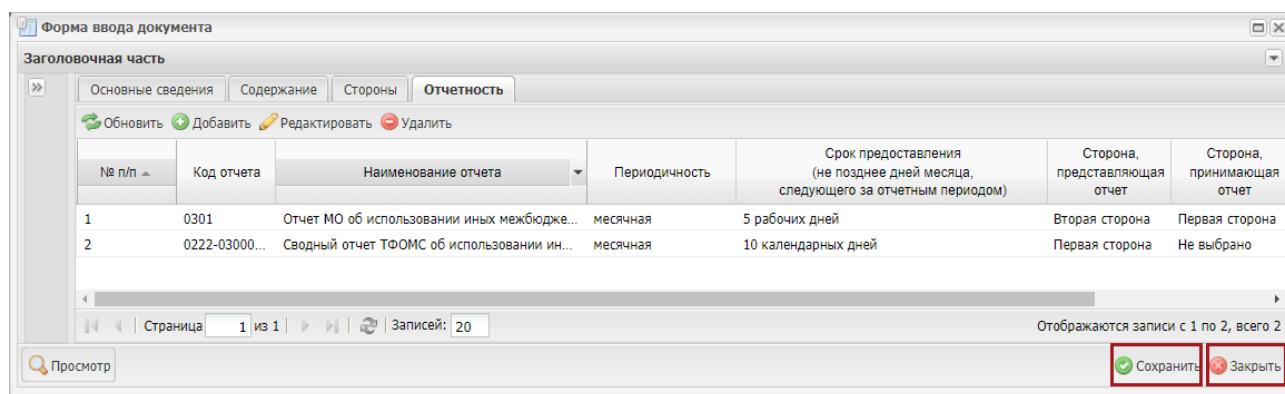 Форма ввода документа
Заголовочная часть
Основные сведения Содержание Стороны Отчетность
Обновить Добавить Редактировать Удалить
№ п/п Код отчета Наименование отчета Периодичность Срок предоставления (не позднее дней месяца, следующего за отчетным периодом) Сторона, представляющая отчет Сторона, принимающая отчет
1 0301 Отчет МО об использовании иных межбюдже... месячная 5 рабочих дней Вторая сторона Первая сторона
2 0222-03000... Сводный отчет ТФОМС об использовании ин... месячная 10 календарных дней Первая сторона Не выбрано
Страница 1 из 1 Записей: 20 Отображаются записи с 1 по 2, всего 2
Просмотр Сохранить Закрыть